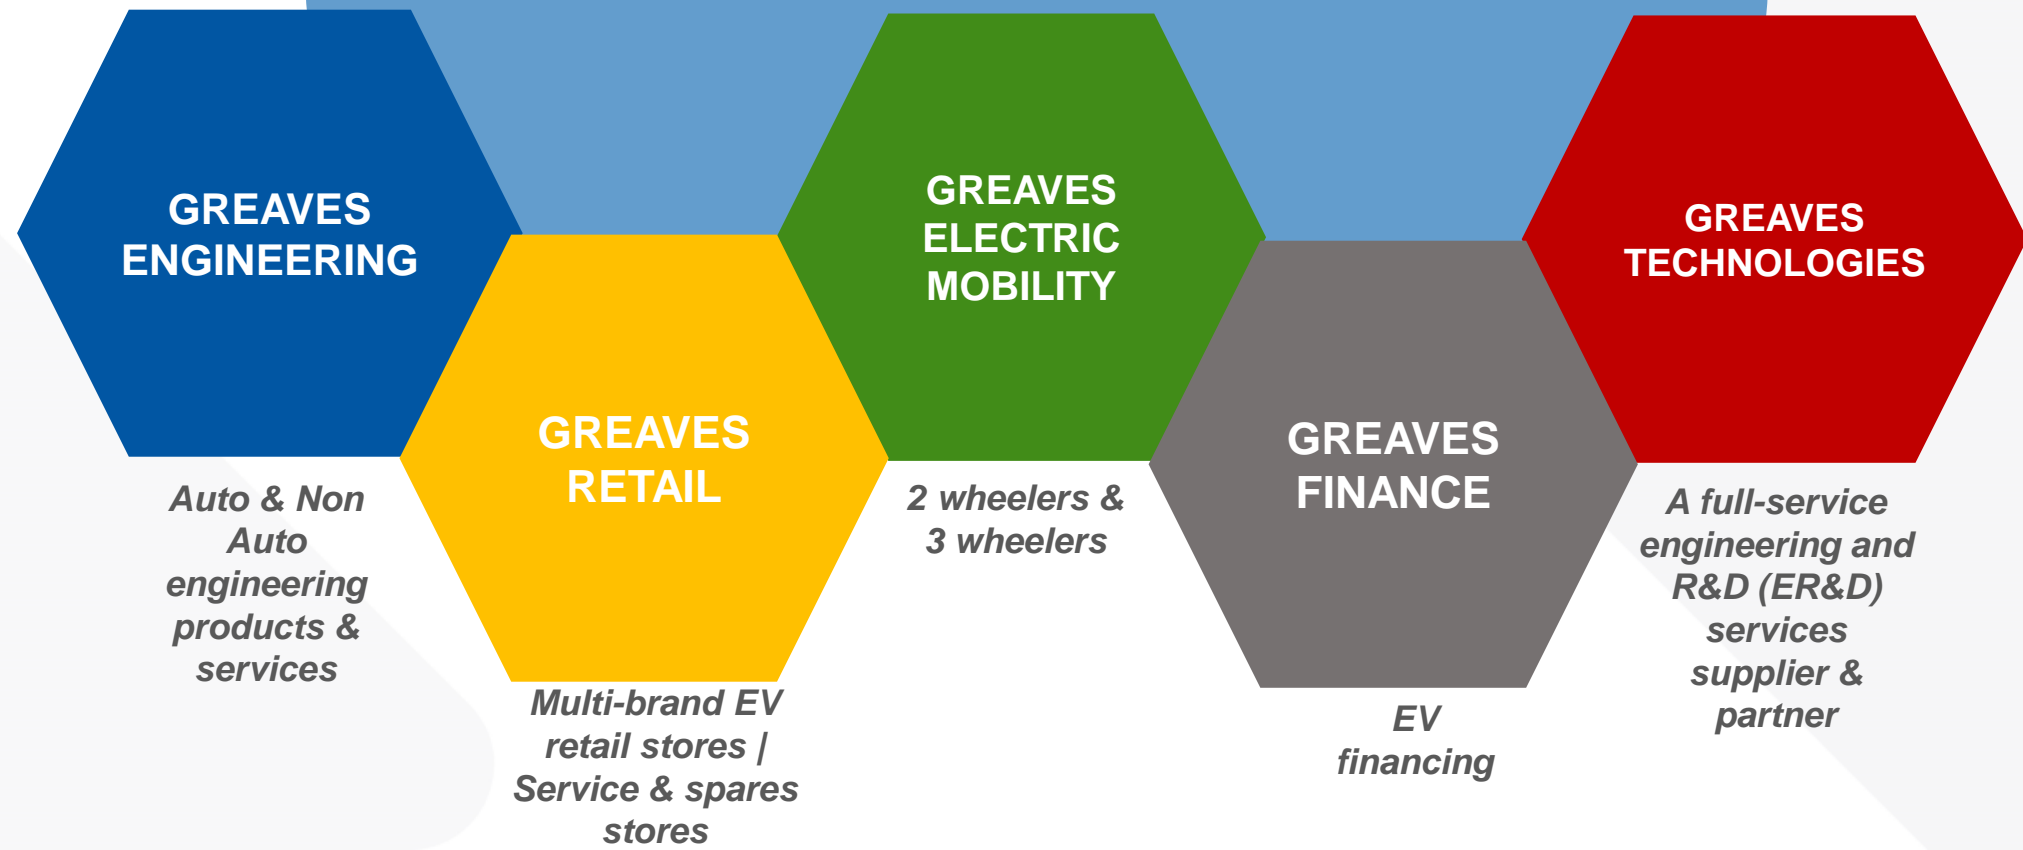 GREAVES
ENGINEERING
Auto & Non
Auto
engineering
products &
services
GREAVES
RETAIL
Multi-brand EV
retail stores |
Service & spares
stores
GREAVES
ELECTRIC
MOBILITY
2 wheelers &
3 wheelers
GREAVES
FINANCE
EV
financing
GREAVES
TECHNOLOGIES
A full-service
engineering and
R&D (ER&D)
services
supplier &
partner